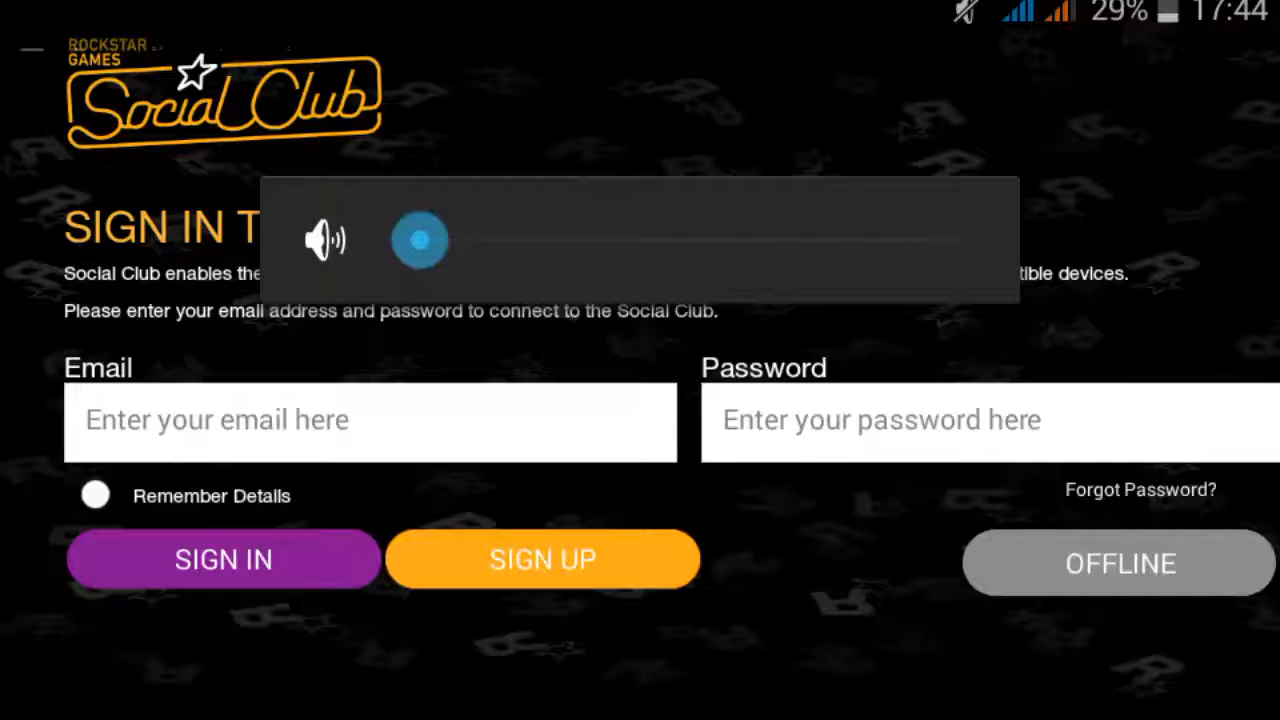 29% 17:44
ROCKSTAR
GAMES
Social Club
SIGN IN T
Social Club enables the
tible devices.
Please enter your email address and password to connect to the Social Club.
Email
Password
Enter your email here
Enter your password here
Remember Details
Forgot Password?
SIGN IN
SIGN UP
OFFLINE